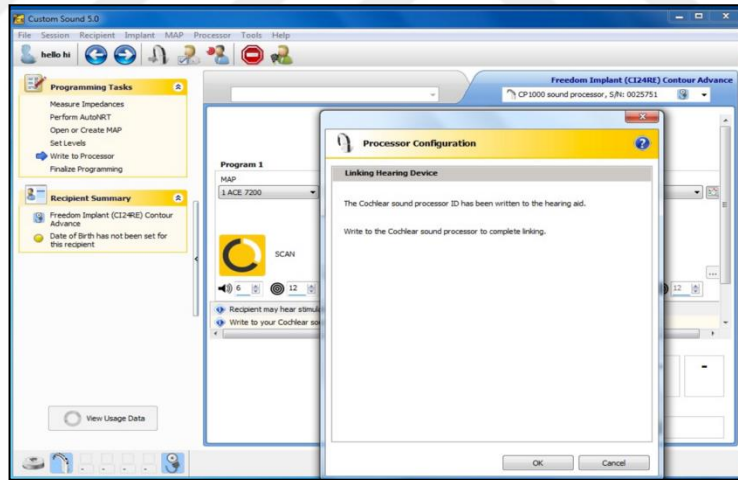 Custom Sound 5.0
File Session Recipient Implant MAP Processor Tools Help
hello hi
Programming Tasks
Measure Impedances
Perform AutoNRT
Open or Create MAP
Set Levels
Write to Processor
Finalize Programming
Recipient Summary
Freedom Implant (CI24RE) Contour
Advance
Date of Birth has not been set for
this recipient
View Usage Data
Freedom Implant (CI24RE) Contour Advance
CP1000 sound processor, S/N: 0025751
Program 1
MAP
1 ACE 7200
SCAN
6 12
12
Recipient may hear stimul
Write to your Cochlear so
Processor Configuration
Linking Hearing Device
The Cochlear sound processor ID has been written to the hearing aid.
Write to the Cochlear sound processor to complete linking.
OK Cancel